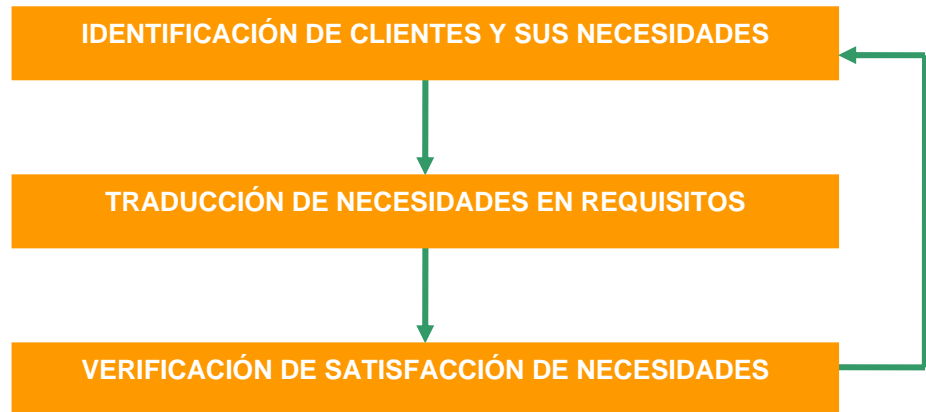 IDENTIFICACIÓN DE CLIENTES Y SUS NECESIDADES
TRADUCCIÓN DE NECESIDADES EN REQUISITOS
VERIFICACIÓN DE SATISFACCIÓN DE NECESIDADES